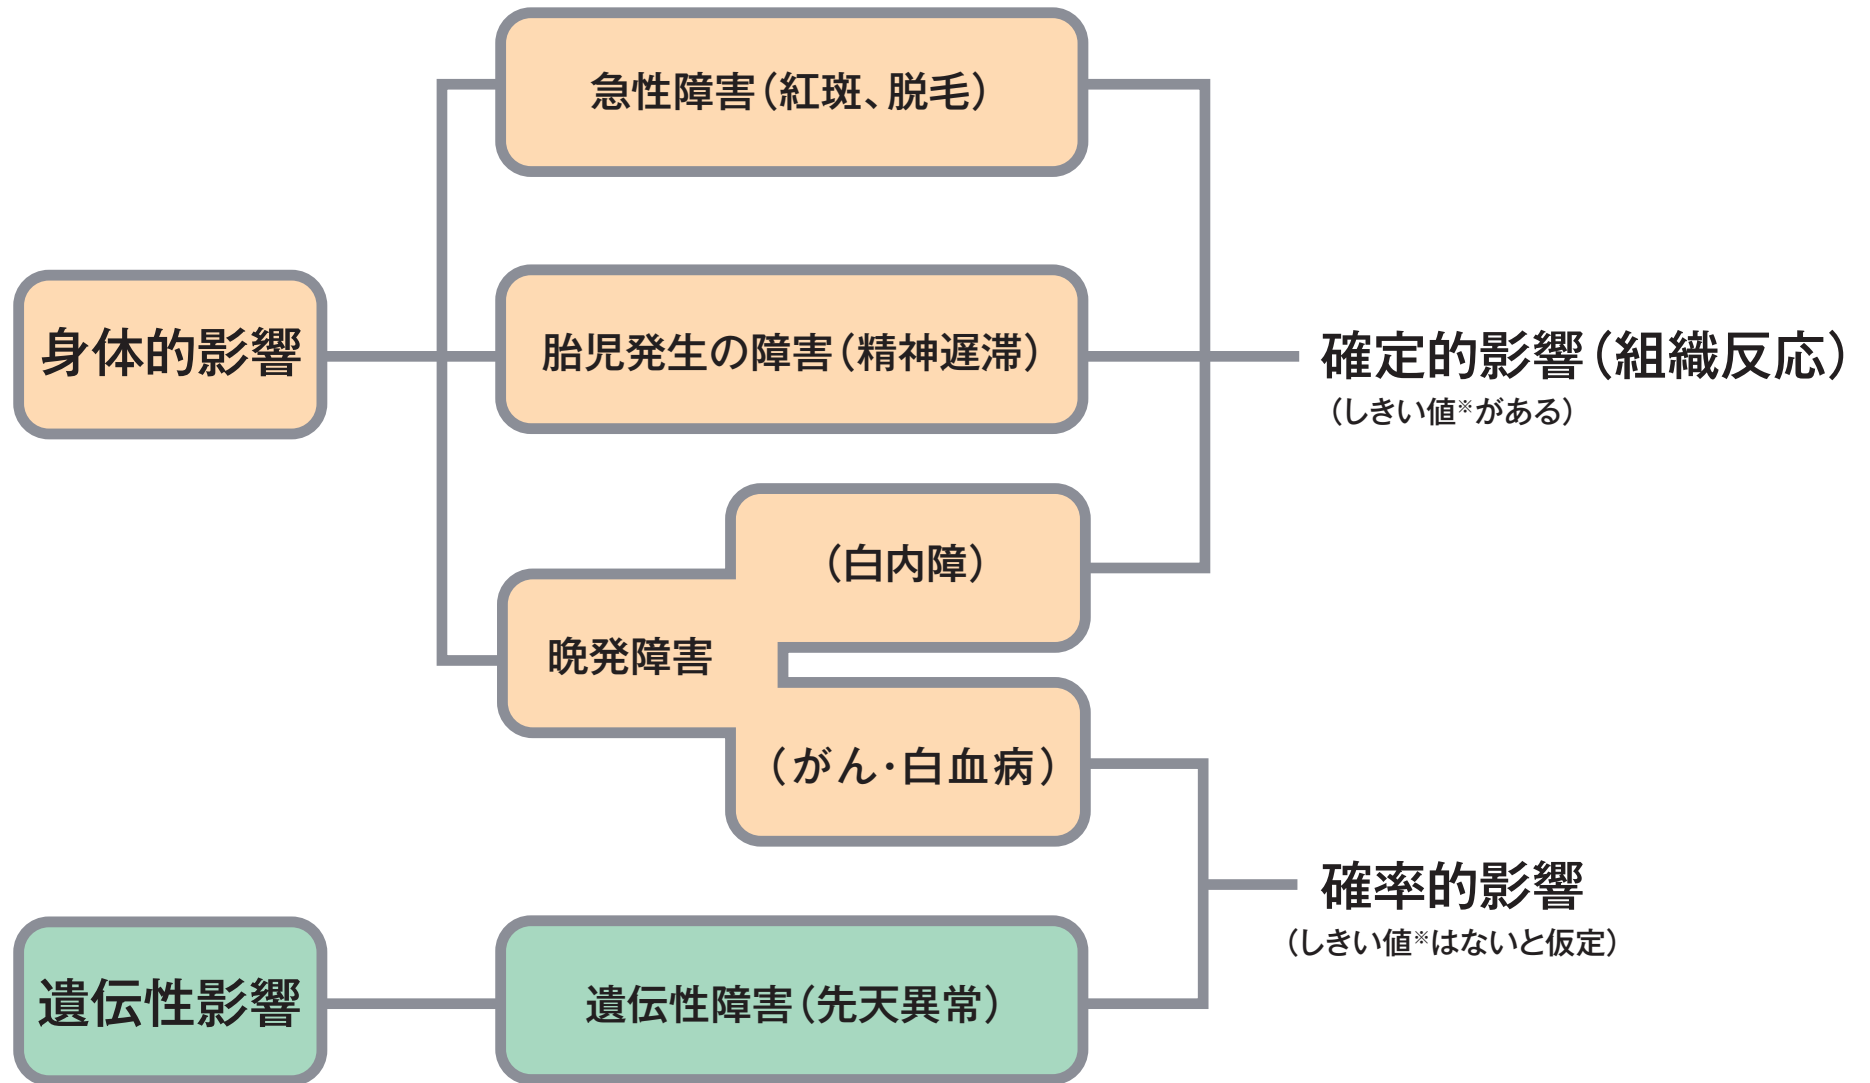 急性障害（紅斑、脱毛）
身体的影響
胎児発生の障害（精神遅滞）
確定的影響（組織反応）
（しきい値※がある）
（白内障）
晩発障害
（がん・白血病）
確率的影響
（しきい値※はないと仮定）
遺伝性影響
遺伝性障害（先天異常）